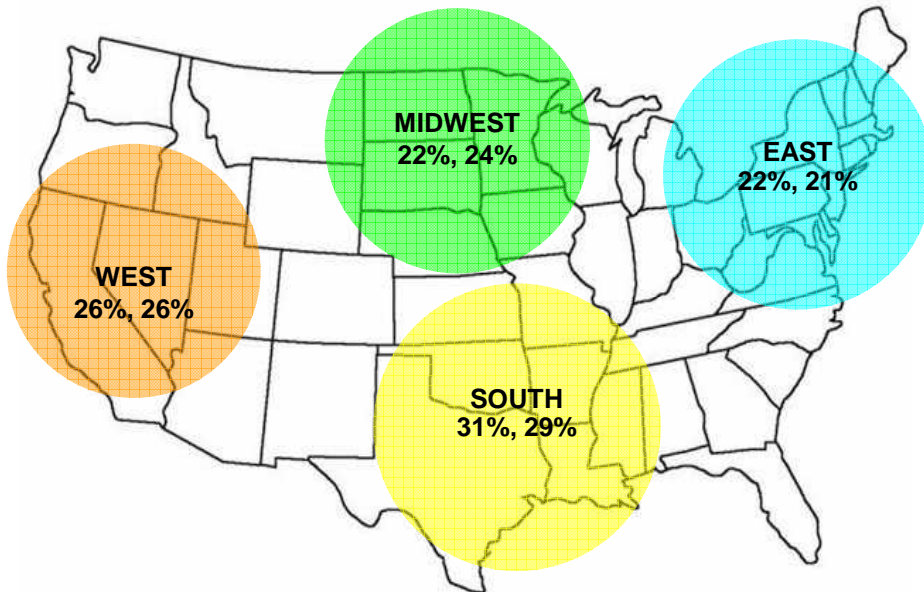 MIDWEST
22%, 24%
EAST
22%, 21%
WEST
26%, 26%
SOUTH
31%, 29%